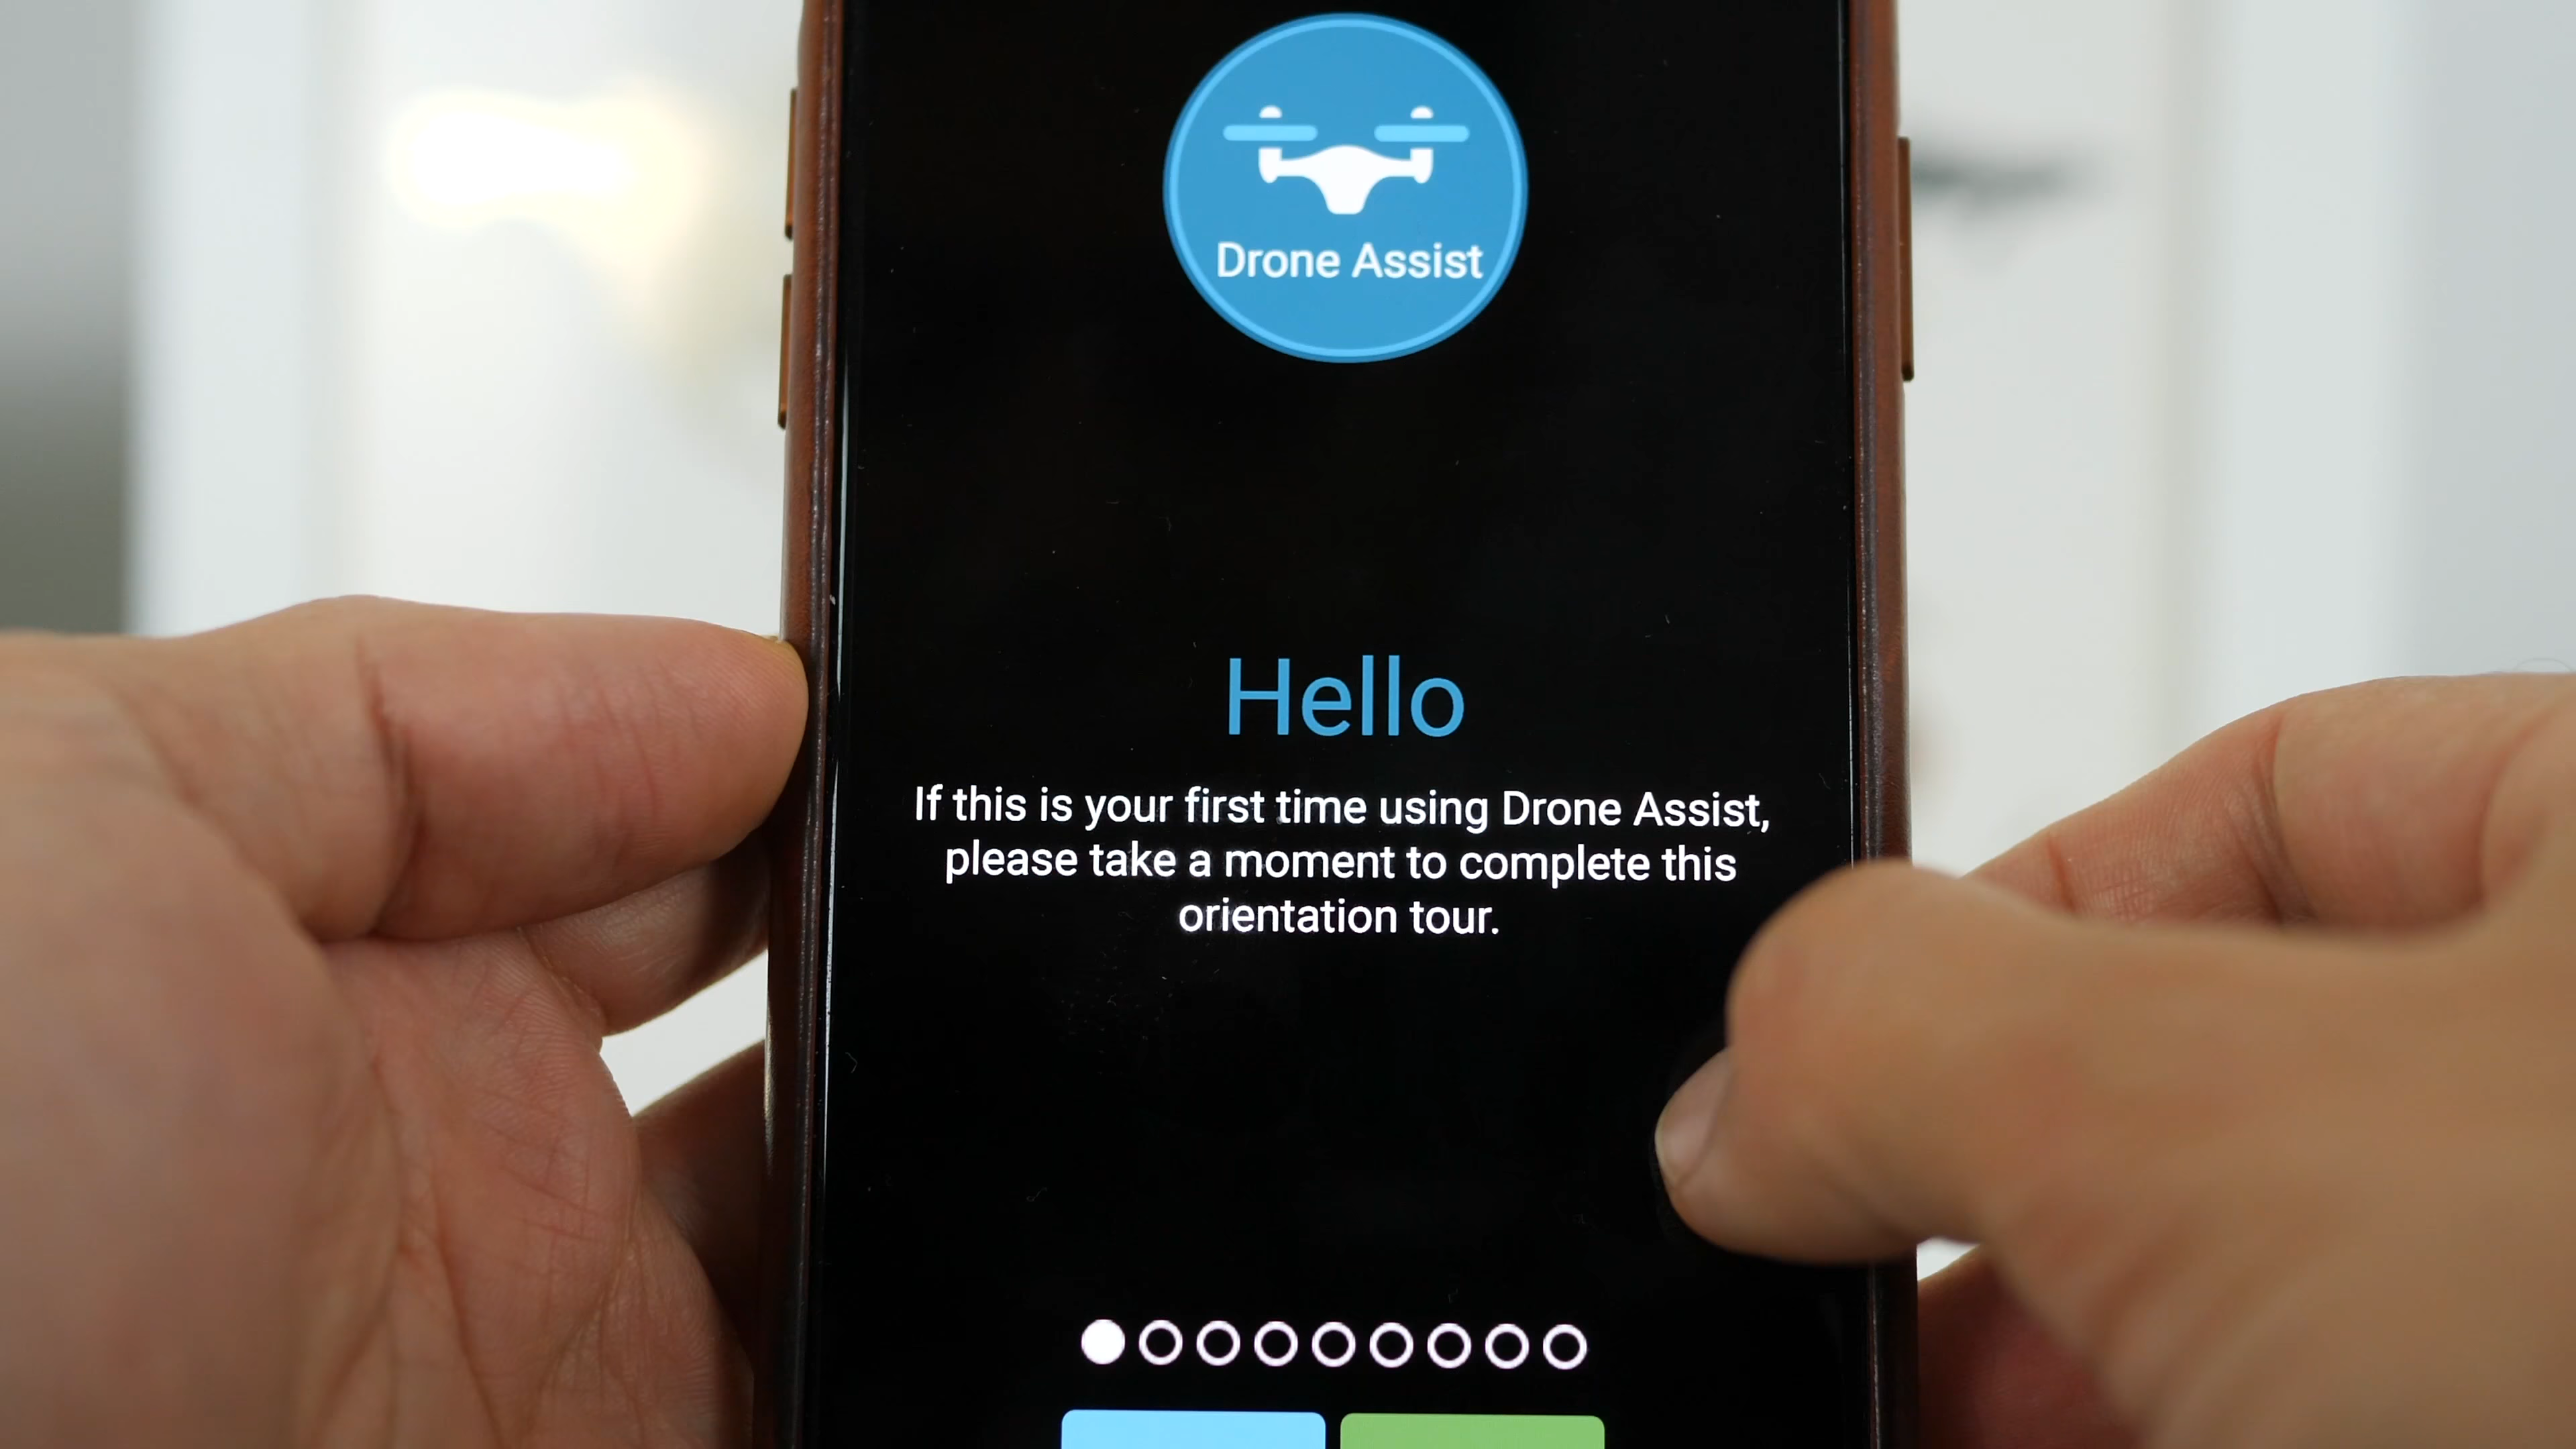 Drone Assist
Hello
If this is your first time using Drone Assist,
please take a moment to complete this
orientation tour.